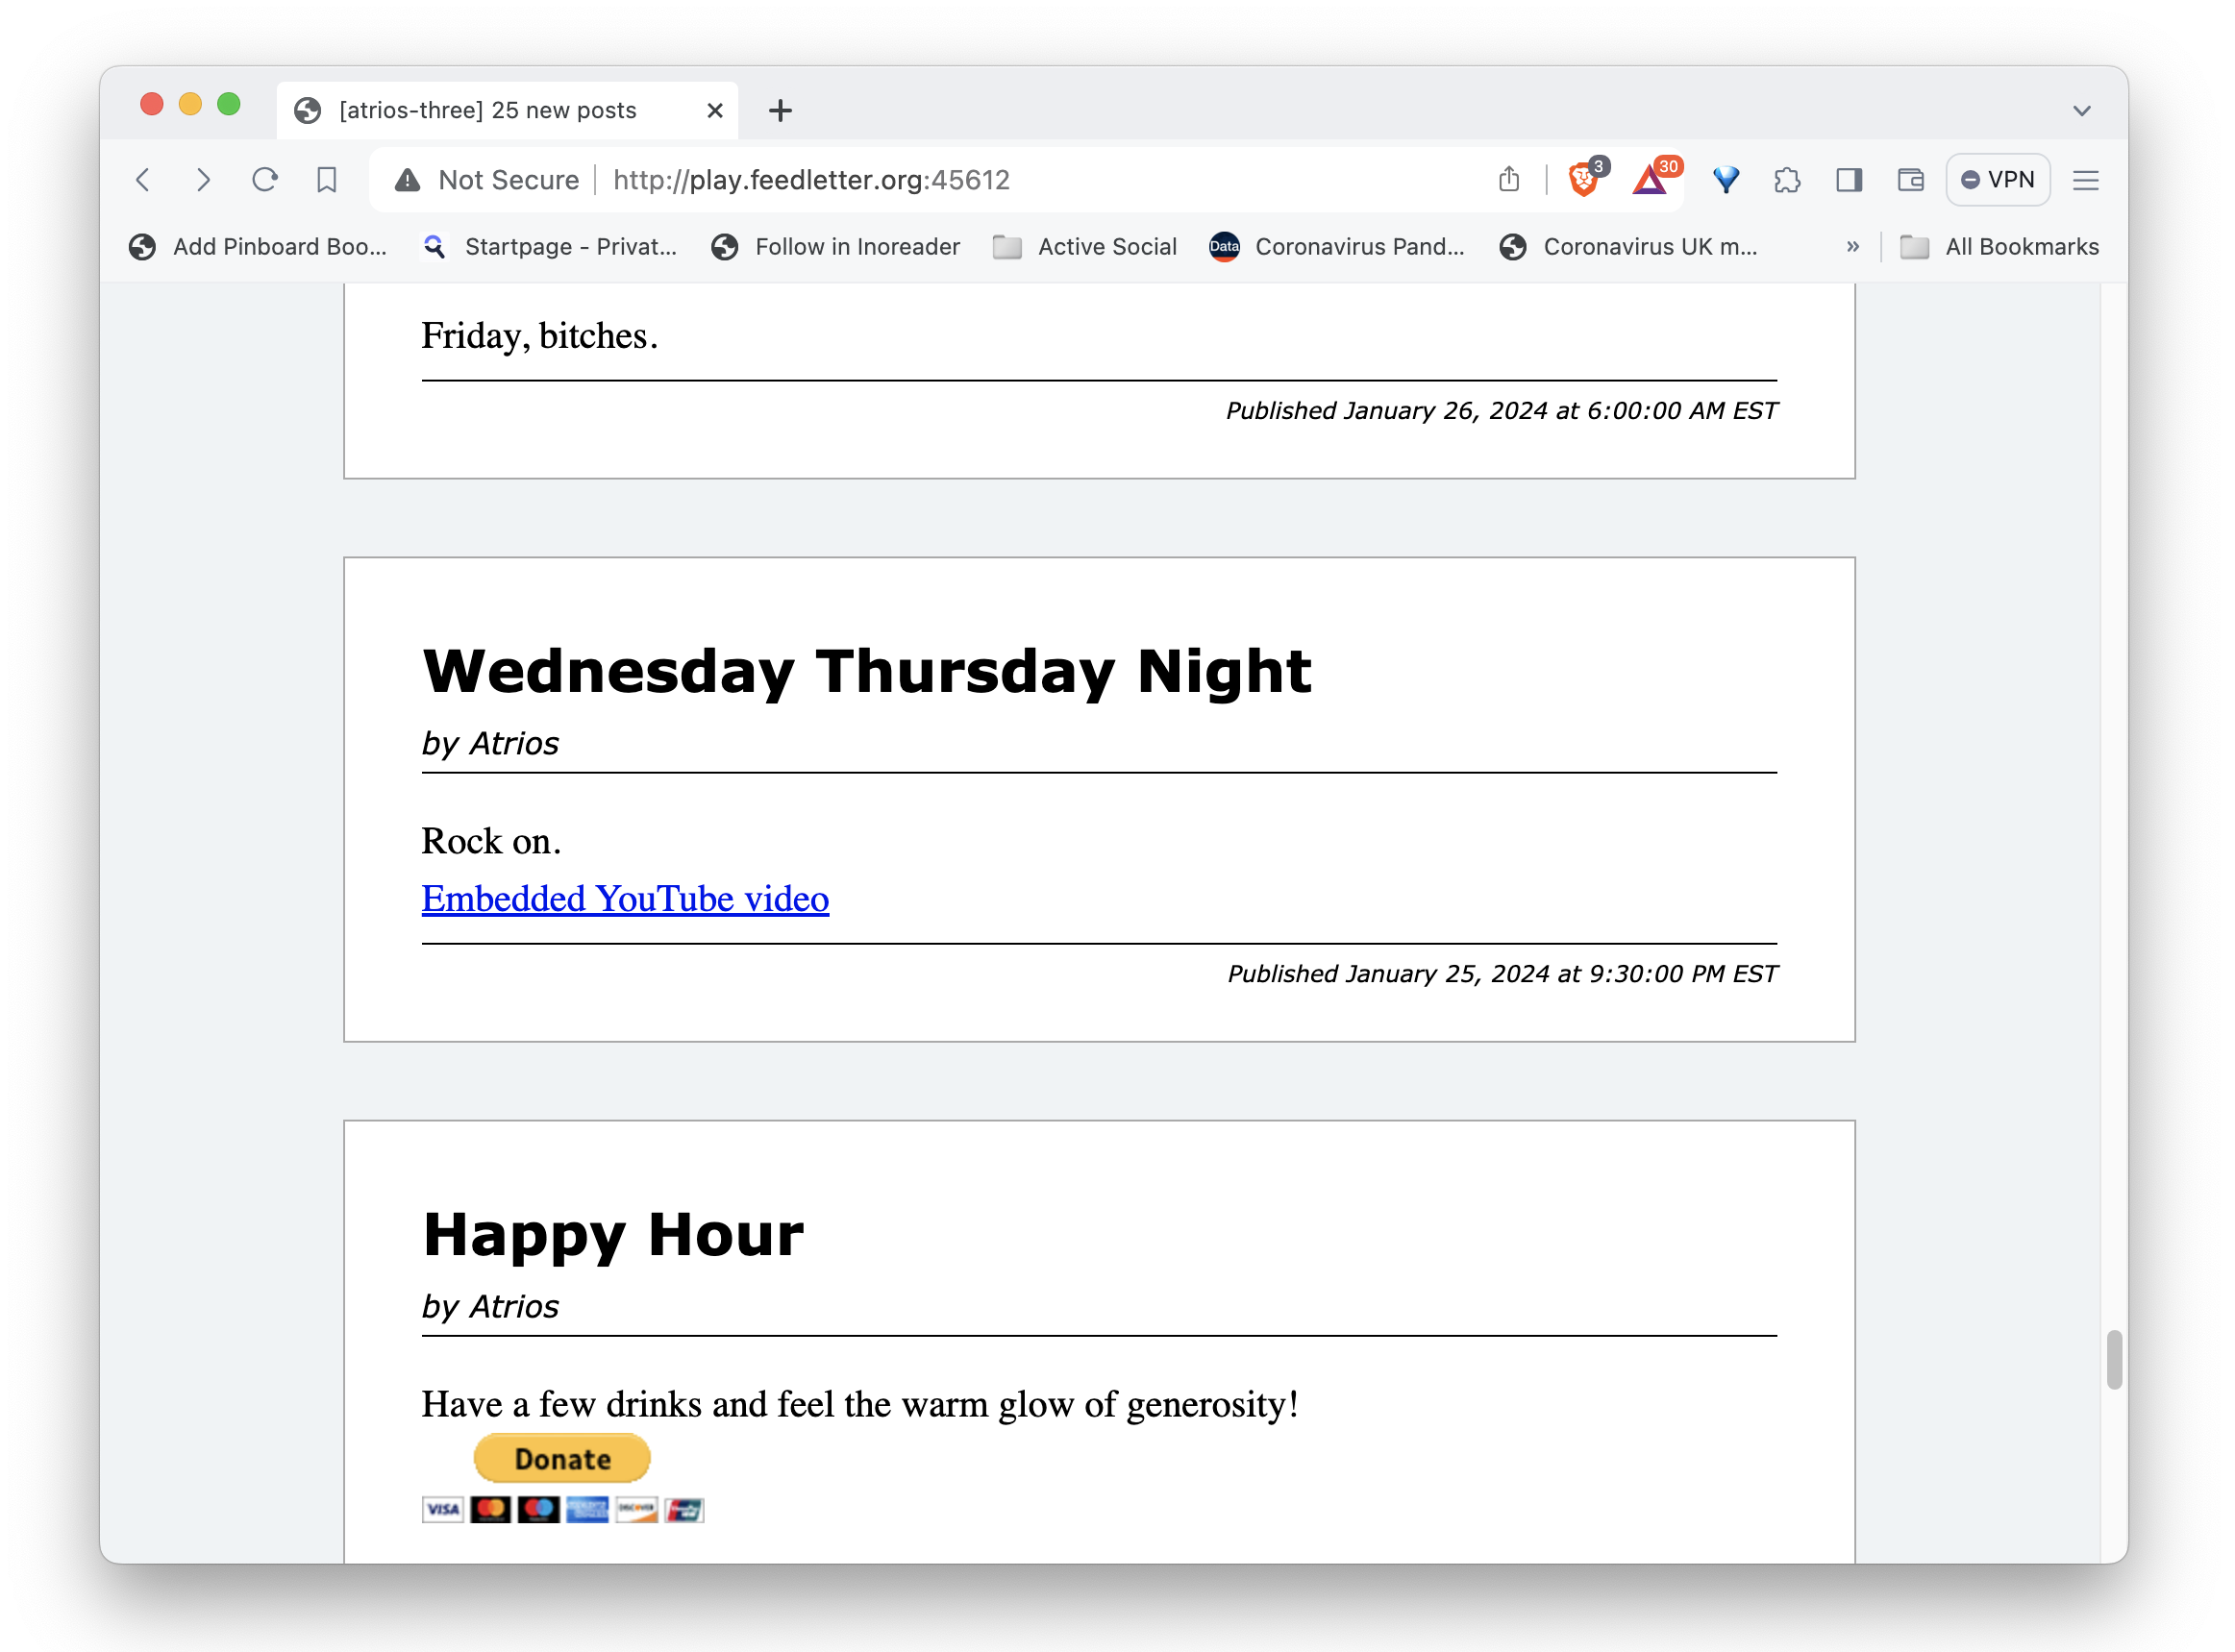 [atrios-three] 25 new posts
Not Secure
http://play.feedletter.org:45612
3
30
VPN
Add Pinboard Boo...
Startpage - Privat...
Follow in Inoreader
Active Social
Data
Coronavirus Pand...
Coronavirus UK m...
»
All Bookmarks
Friday, bitches.
Published January 26, 2024 at 6:00:00 AM EST
Wednesday Thursday Night
by Atrios
Rock on.
Embedded YouTube video
Published January 25, 2024 at 9:30:00 PM EST
Happy Hour
by Atrios
Have a few drinks and feel the warm glow of generosity!
Donate
VISA
DISCOVER